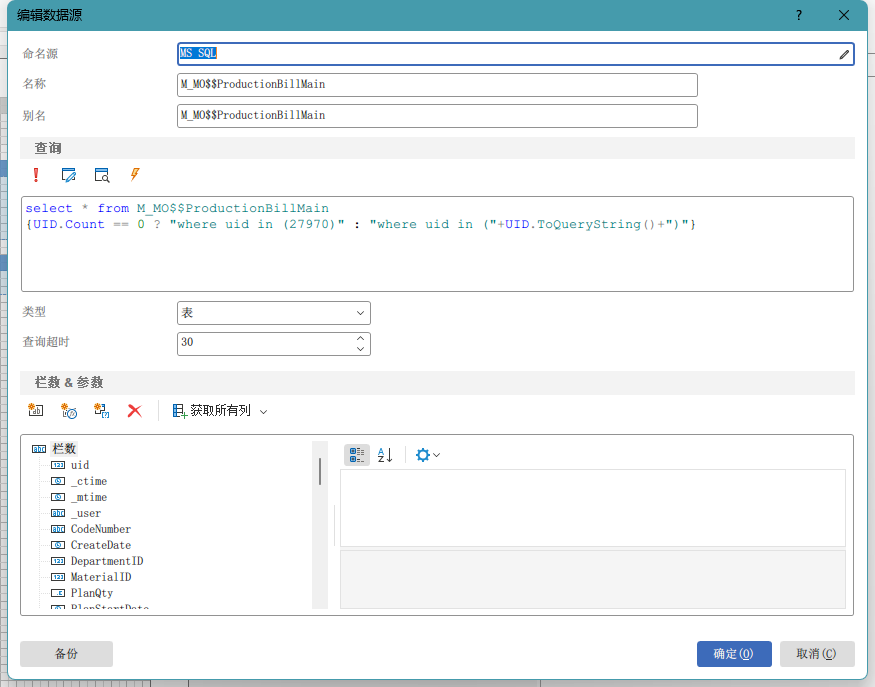 编辑数据源
?
命名源
MS SQL
名称
M_MO$$ProductionBillMain
别名
M_MO$$ProductionBillMain
查询
select * from M_MO$$ProductionBillMain
{UID.Count == 0 ? "where uid in (27970)" : "where uid in ("+UID.ToQueryString()+")"}
类型
表
查询超时
30
栏数 & 参数
获取所有列
栏数
uid
_ctime
_mtime
_user
CodeNumber
CreateDate
DepartmentID
MaterialID
PlanQty
PlanStartDate
备份
确定(O)
取消(C)